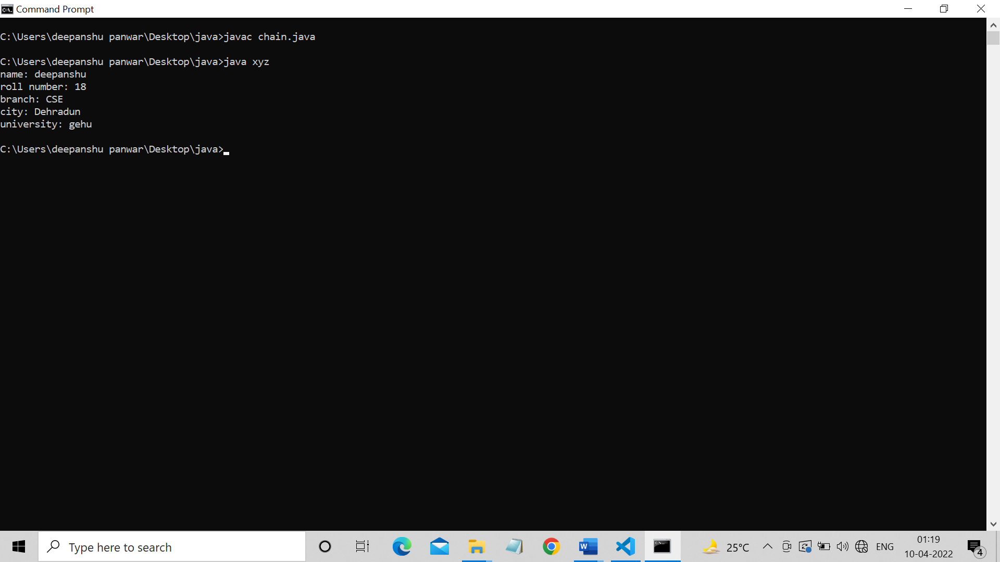 Command Prompt
C:\Users\deepanshu panwar\Desktop\java>javac chain.java
C:\Users\deepanshu panwar\Desktop\java>java xyz
name: deepanshu
roll number: 18
branch: CSE
city: Dehradun
university: gehu
C:\Users\deepanshu panwar\Desktop\java>
Type here to search
25°C
ENG
01:19
10-04-2022
4